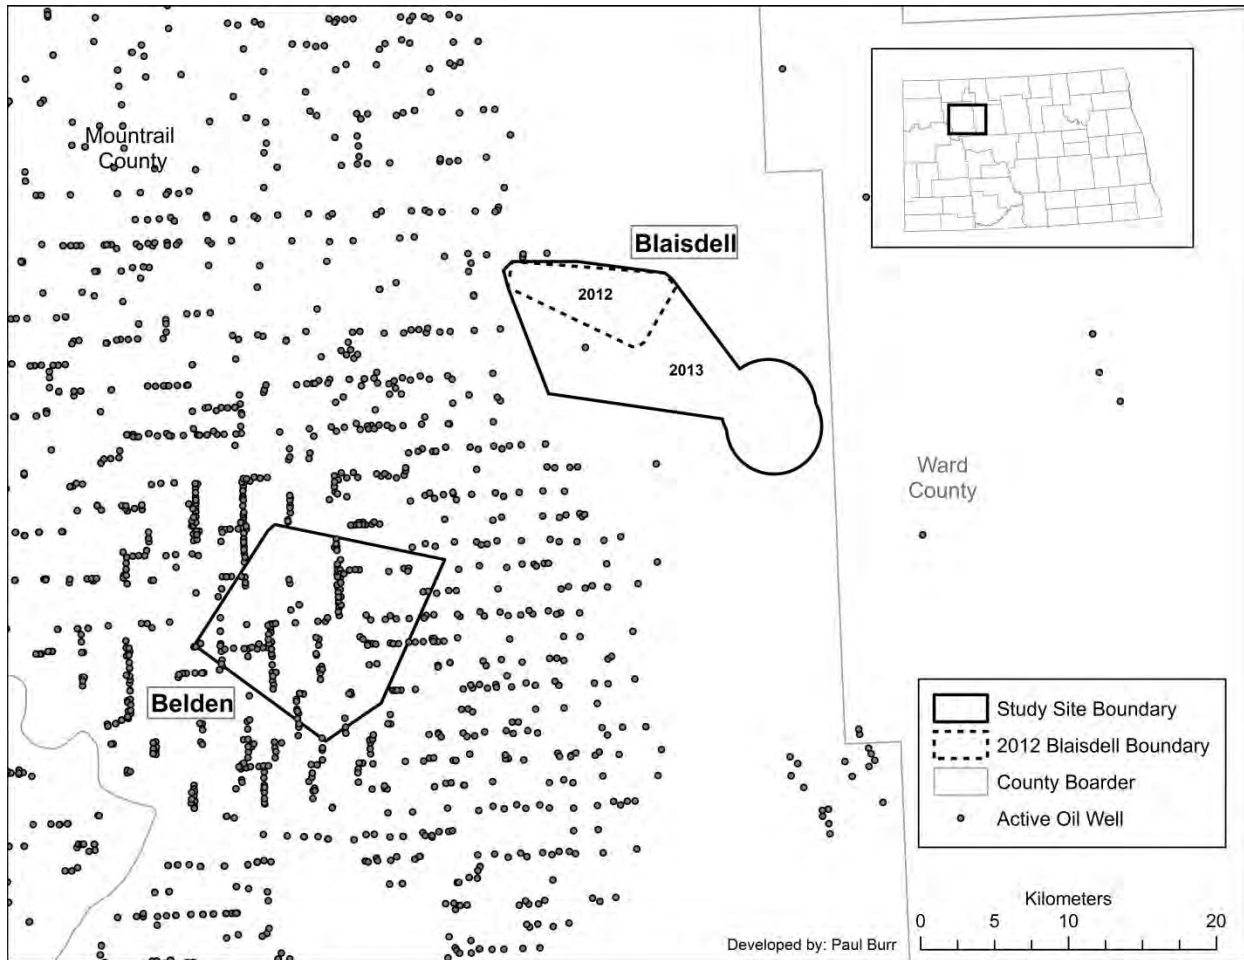 Mountrail
County
Blaisdell
2012
2013
Ward
County
Belden
Study Site Boundary
2012 Blaisdell Boundary
County Boarder
Active Oil Well
Kilometers
0 5 10 20
Developed by: Paul Burr